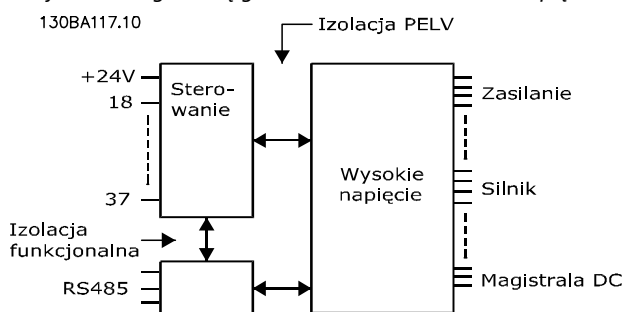 130BA117.10
Izolacja PELV
+24V
18
37
Stero-
wanie
Wysokie
napięcie
Zasilanie
Silnik
Magistrala DC
Izolacja
funkcjonalna
RS485